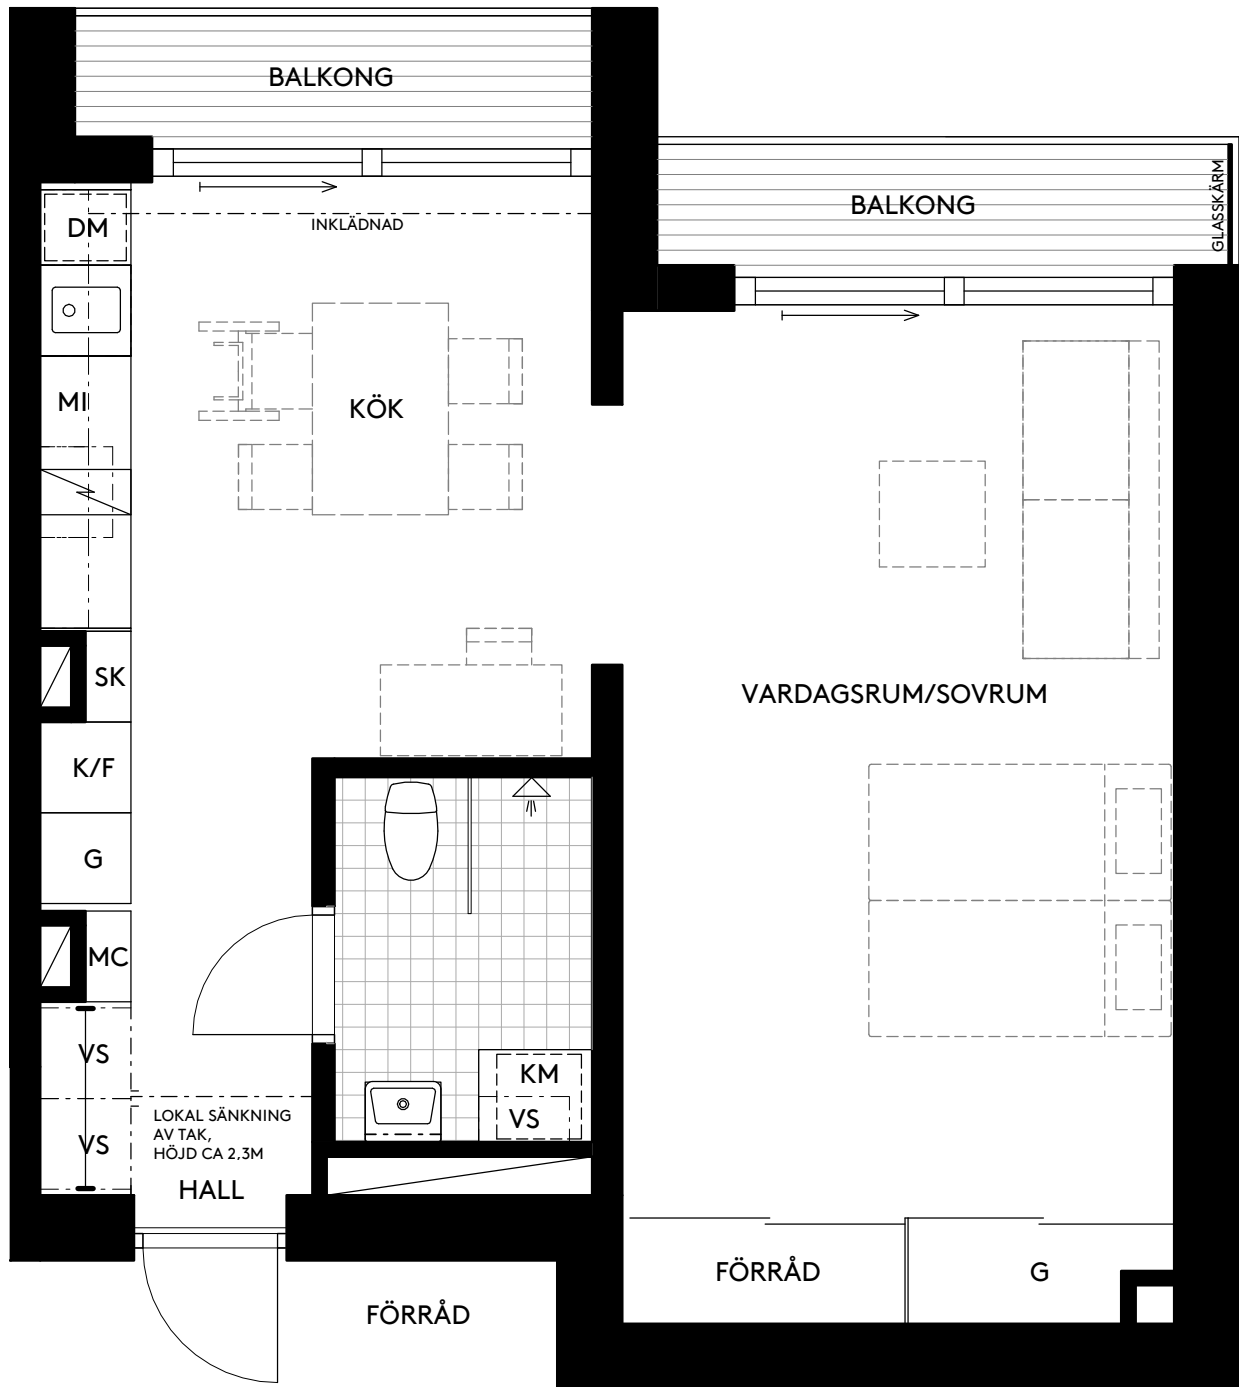 BALKONG
BALKONG
GLASSKÄRM
DM
INKLÄDNAD
MI
KÖK
SK
VARDAGSRUM/SOVRUM
K/F
G
MC
VS
KM
VS
LOKAL SÄNKNING
AV TAK,
HÖJD CA 2,3M
VS
HALL
FÖRRÅD
G
FÖRRÅD